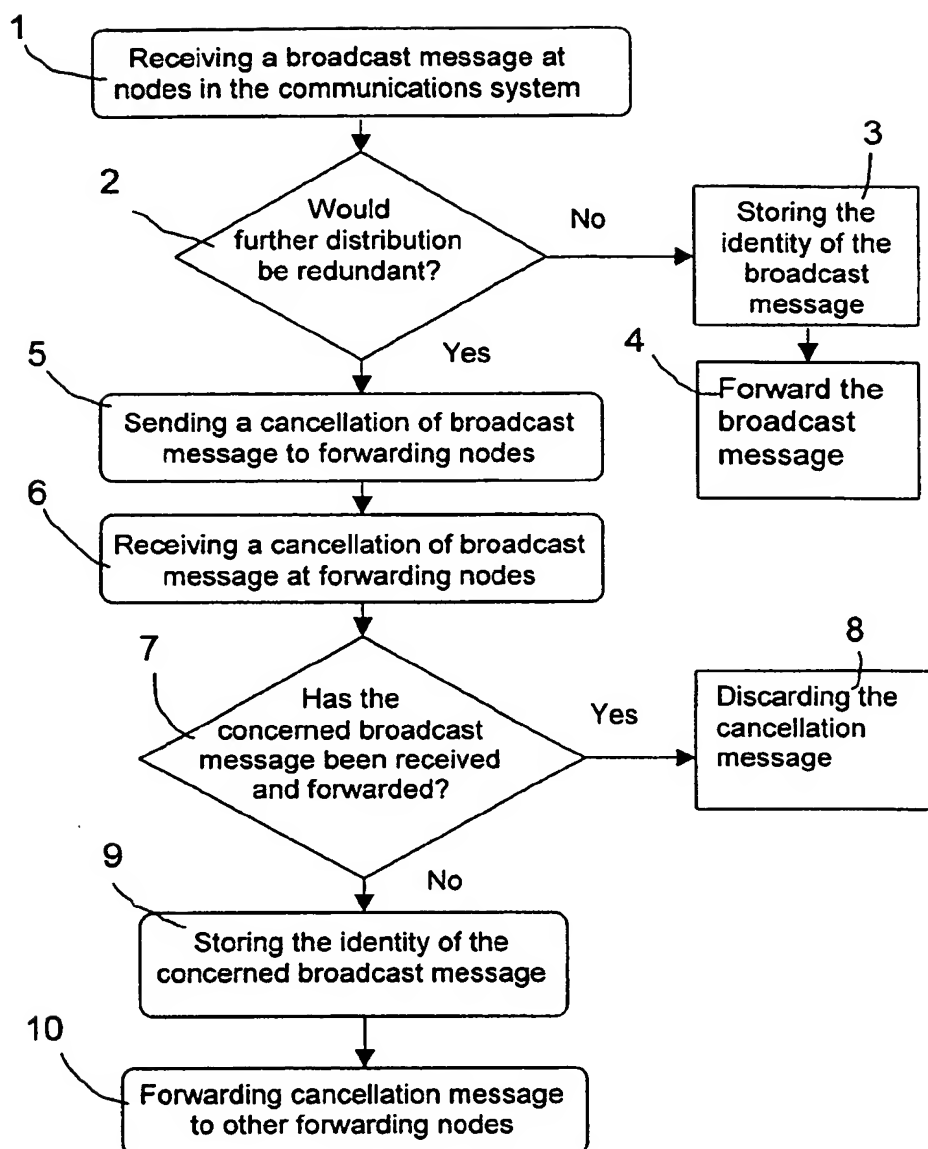 1
Receiving a broadcast message at
nodes in the communications system
2
Would
further distribution
be redundant?
No
3
Storing the
identity of the
broadcast
message
Yes
4
Forward the
broadcast
message
5
Sending a cancellation of broadcast
message to forwarding nodes
6
Receiving a cancellation of broadcast
message at forwarding nodes
7
Has the
concerned broadcast
message been received
and forwarded?
Yes
8
Discarding the
cancellation
message
No
9
Storing the identity of the
concerned broadcast message
10
Forwarding cancellation message
to other forwarding nodes